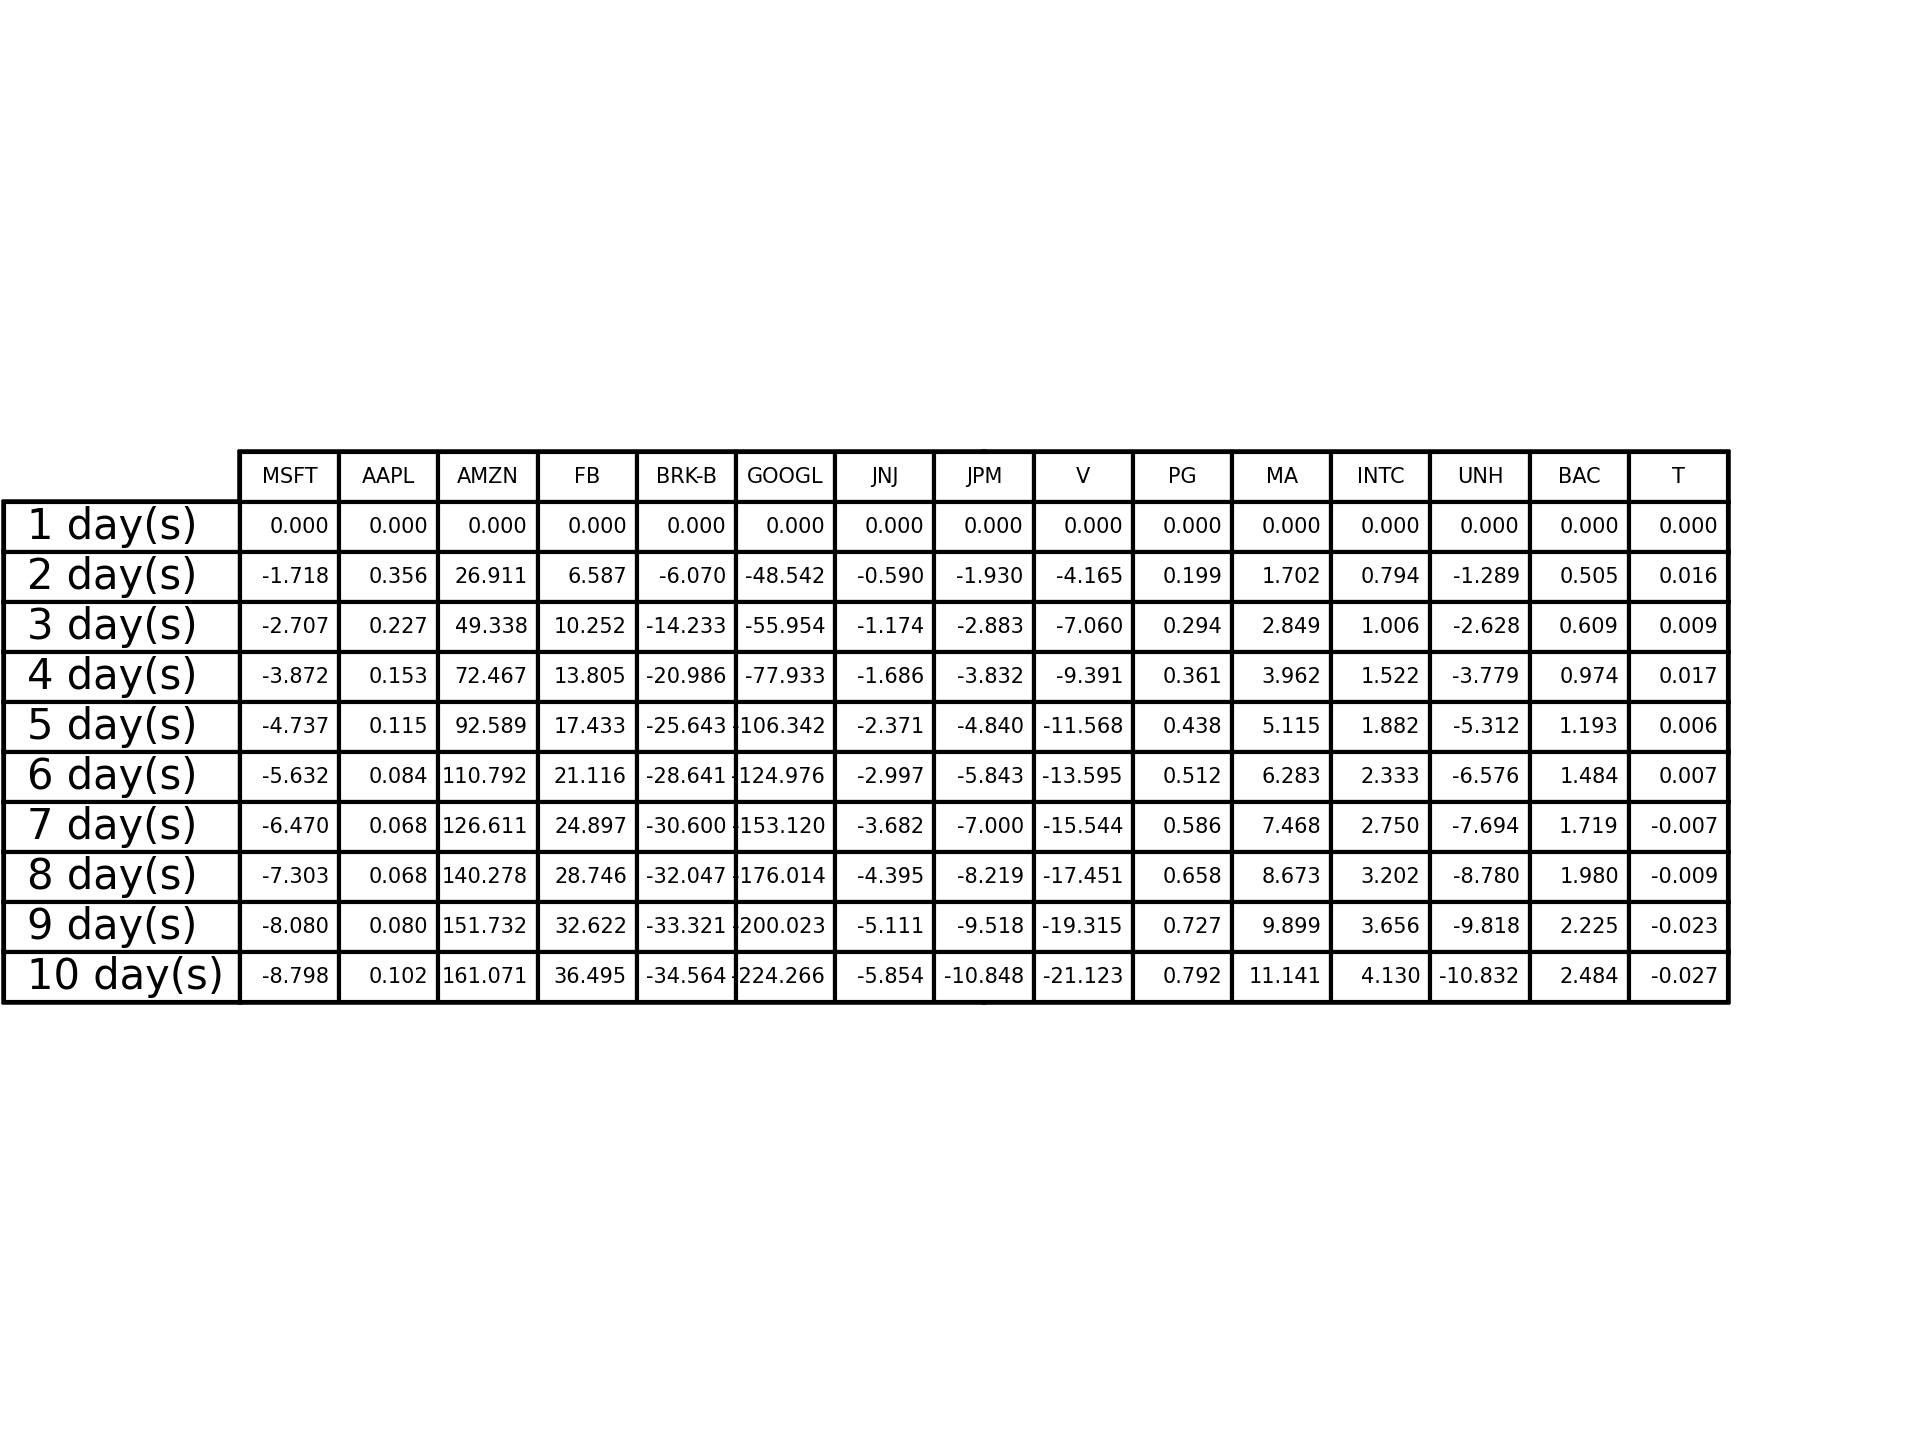 MSFT AAPL AMZN FB BRK-B GOOGL JNJ JPM V PG MA INTC UNH BAC T
1 day(s) 0.000 0.000 0.000 0.000 0.000 0.000 0.000 0.000 0.000 0.000 0.000 0.000 0.000 0.000 0.000
2 day(s) -1.718 0.356 26.911 6.587 -6.070 -48.542 -0.590 -1.930 -4.165 0.199 1.702 0.794 -1.289 0.505 0.016
3 day(s) -2.707 0.227 49.338 10.252 -14.233 -55.954 -1.174 -2.883 -7.060 0.294 2.849 1.006 -2.628 0.609 0.009
4 day(s) -3.872 0.153 72.467 13.805 -20.986 -77.933 -1.686 -3.832 -9.391 0.361 3.962 1.522 -3.779 0.974 0.017
5 day(s) -4.737 0.115 92.589 17.433 -25.643 -106.342 -2.371 -4.840 -11.568 0.438 5.115 1.882 -5.312 1.193 0.006
6 day(s) -5.632 0.084 110.792 21.116 -28.641 -124.976 -2.997 -5.843 -13.595 0.512 6.283 2.333 -6.576 1.484 0.007
7 day(s) -6.470 0.068 126.611 24.897 -30.600 -153.120 -3.682 -7.000 -15.544 0.586 7.468 2.750 -7.694 1.719 -0.007
8 day(s) -7.303 0.068 140.278 28.746 -32.047 -176.014 -4.395 -8.219 -17.451 0.658 8.673 3.202 -8.780 1.980 -0.009
9 day(s) -8.080 0.080 151.732 32.622 -33.321 -200.023 -5.111 -9.518 -19.315 0.727 9.899 3.656 -9.818 2.225 -0.023
10 day(s) -8.798 0.102 161.071 36.495 -34.564 -224.266 -5.854 -10.848 -21.123 0.792 11.141 4.130 -10.832 2.484 -0.027